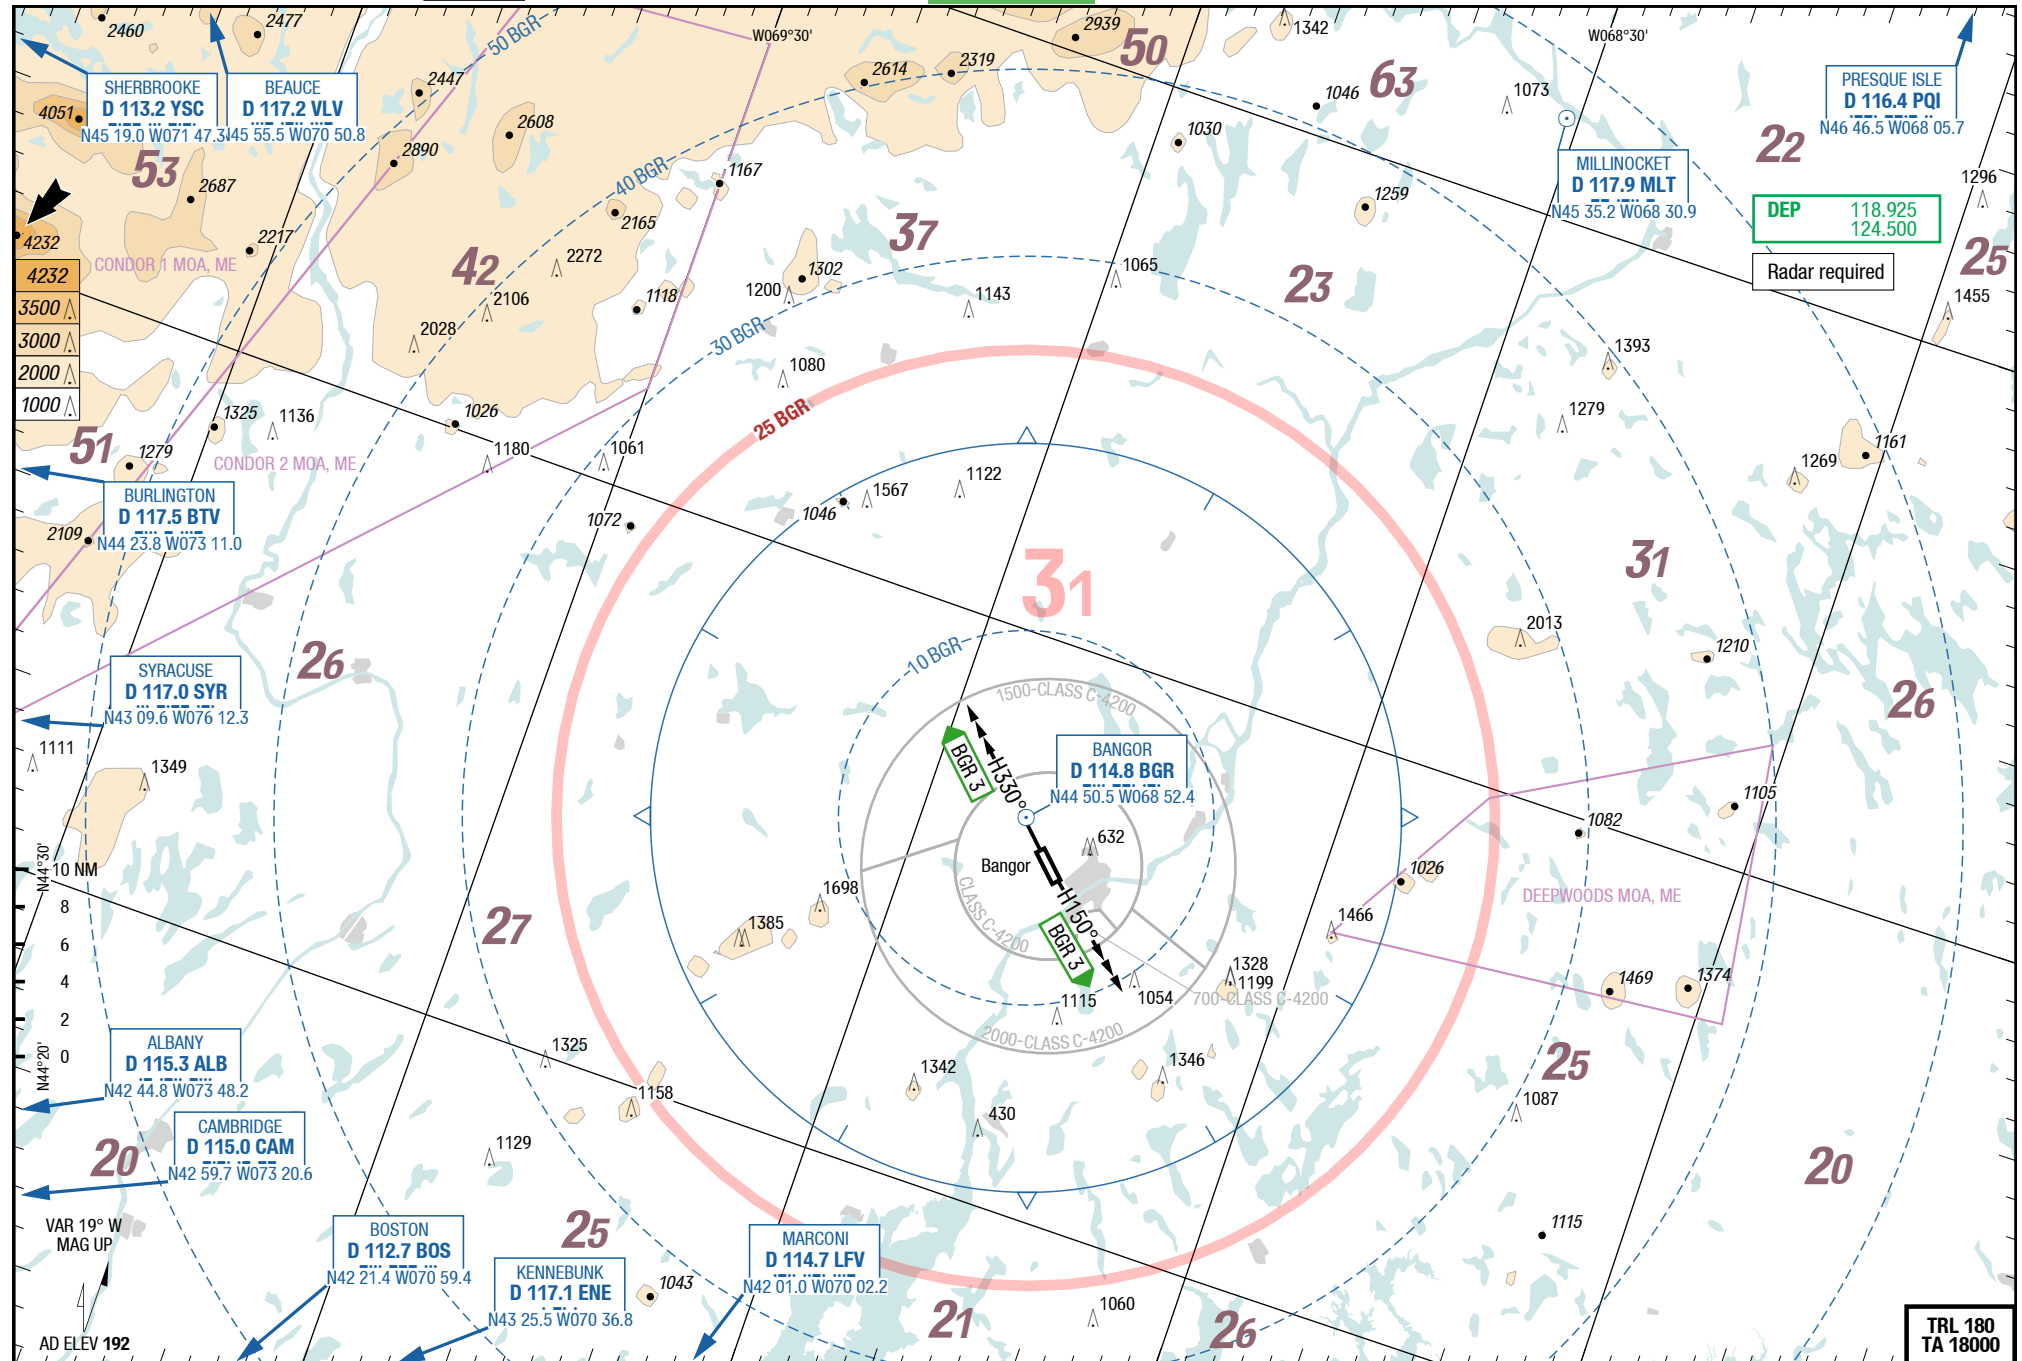 2460
2477
50 BGR
W069°30'
2939
50
1342
W068°30'
SHERBROOKE
D 113.2 YSC
N45 19.0 W071 47.3
BEAUCE
D 117.2 VLV
N45 55.5 W070 50.8
2447
2614
2319
63
1046
1073
PRESQUE ISLE
D 116.4 PQI
N46 46.5 W068 05.7
4051
2608
1030
22
53
2890
40 BGR
1167
MILLINOCKET
D 117.9 MLT
N45 35.2 W068 30.9
1296
2687
2165
37
1259
DEP 118.925
124.500
4232
2217
CONDOR 1 MOA, ME
42
2272
1302
1065
23
25
Radar required
4232
3500
3000
2000
1000
2106
1118
1200
1143
1455
2028
30 BGR
1080
1393
1325
1136
1026
25 BGR
1279
51
1279
CONDOR 2 MOA, ME
1180
1061
1161
1269
BURLINGTON
D 117.5 BTV
N44 23.8 W073 11.0
1567
1122
1046
1072
2109
31
31
26
2013
1210
10 BGR
SYRACUSE
D 117.0 SYR
N43 09.6 W076 12.3
1500-CLASS C-4200
26
1111
1349
BGR 3
H330°
BANGOR
D 114.8 BGR
N44 50.5 W068 52.4
1105
1082
632
Bangor
N44°30'
10 NM
8
6
4
2
0
N44°20'
1026
DEEPWOODS MOA, ME
CLASS C-4200
H150°
BGR 3
1698
1385
27
1466
1328
1199
700-CLASS C-4200
1469
1374
1054
1115
2000-CLASS C-4200
1325
1342
1346
25
1158
430
1087
ALBANY
D 115.3 ALB
N42 44.8 W073 48.2
CAMBRIDGE
D 115.0 CAM
N42 59.7 W073 20.6
20
1129
20
VAR 19° W
MAG UP
BOSTON
D 112.7 BOS
N42 21.4 W070 59.4
25
KENNEBUNK
D 117.1 ENE
N43 25.5 W070 36.8
1043
MARCONI
D 114.7 LFV
N42 01.0 W070 02.2
1115
21
1060
26
AD ELEV 192
TRL 180
TA 18000